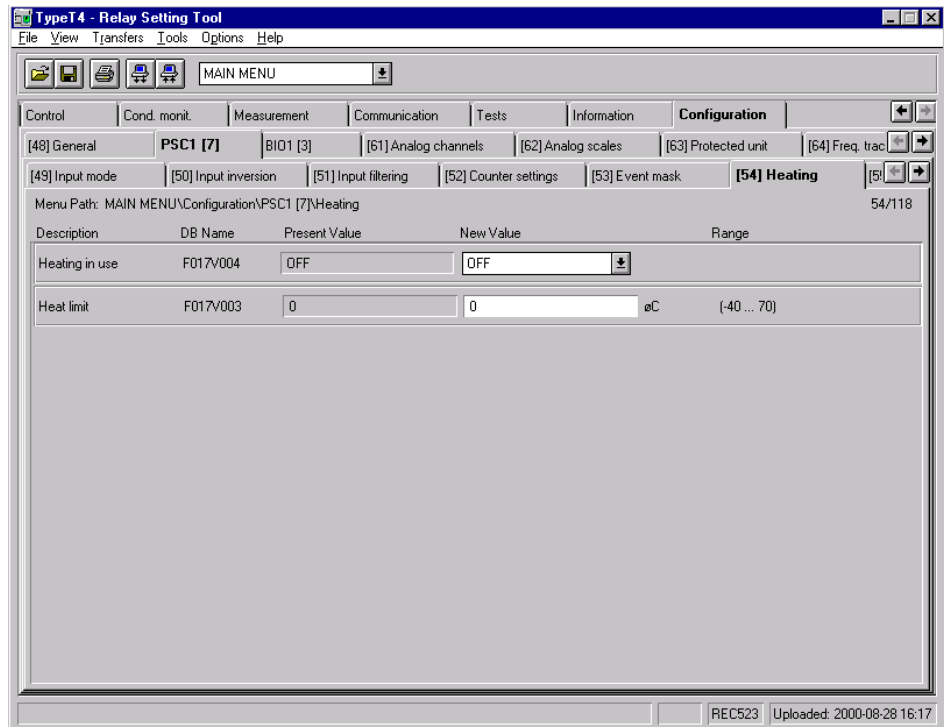 TypeT4 - Relay Setting Tool
File View Transfers Tools Options Help
MAIN MENU
Control Cond. monit. Measurement Communication Tests Information Configuration
[48] General PSC1 [7] BIO1 [3] [61] Analog channels [62] Analog scales [63] Protected unit [64] Freq. trac
[49] Input mode [50] Input inversion [51] Input filtering [52] Counter settings [53] Event mask [54] Heating
Menu Path: MAIN MENU\Configuration\PSC1 [7]\Heating 54/118
Description DB Name Present Value New Value Range
Heating in use F017V004 OFF OFF
Heat limit F017V003 0 0 øC (-40 ... 70)
REC523 Uploaded: 2000-08-28 16:17